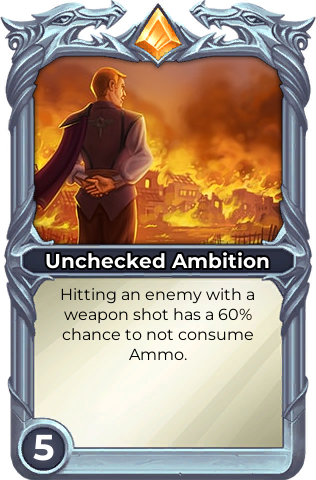 Unchecked Ambition
Hitting an enemy with a
weapon shot has a 60%
chance to not consume
Ammo.
5